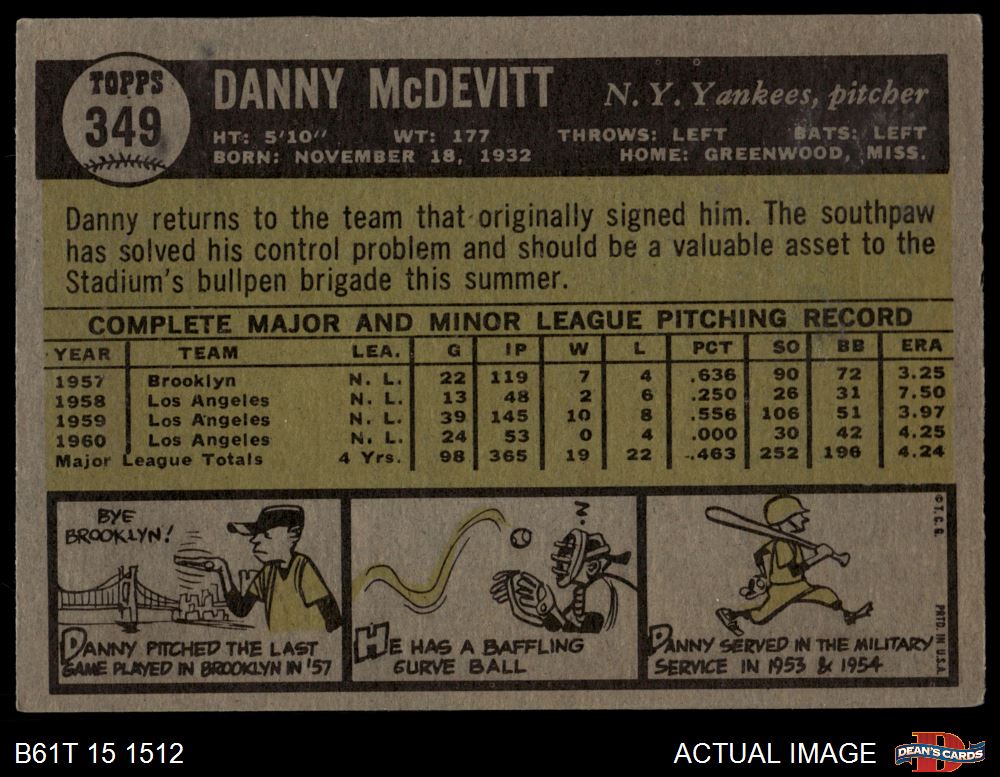 TOPPS
349
DANNY McDEVITT
N. Y. Yankees, pitcher
HT: 5'10" WT: 177 THROWS: LEFT BATS: LEFT
BORN: NOVEMBER 18, 1932 HOME: GREENWOOD, MISS.
Danny returns to the team that originally signed him. The southpaw
has solved his control problem and should be a valuable asset to the
Stadium's bullpen brigade this summer.
COMPLETE MAJOR AND MINOR LEAGUE PITCHING RECORD
YEAR TEAM LEA. G IP W L PCT SO BB ERA
1957 Brooklyn N. L. 22 119 7 4 .636 90 72 3.25
1958 Los Angeles N. L. 13 48 2 6 .250 26 31 7.50
1959 Los Angeles N. L. 39 145 10 8 .556 106 51 3.97
1960 Los Angeles N. L. 24 53 0 4 .000 30 42 4.25
Major League Totals 4 Yrs. 98 365 19 22 .463 252 196 4.24
BYE
BROOKLYN!
DANNY PITCHED THE LAST
GAME PLAYED IN BROOKLYN IN '57
HE HAS A BAFFLING
CURVE BALL
DANNY SERVED IN THE MILITARY
SERVICE IN 1953 & 1954
© T.C.G.
PRTD. IN U.S.A.
B61T 15 1512
ACTUAL IMAGE
DEAN'S CARDS